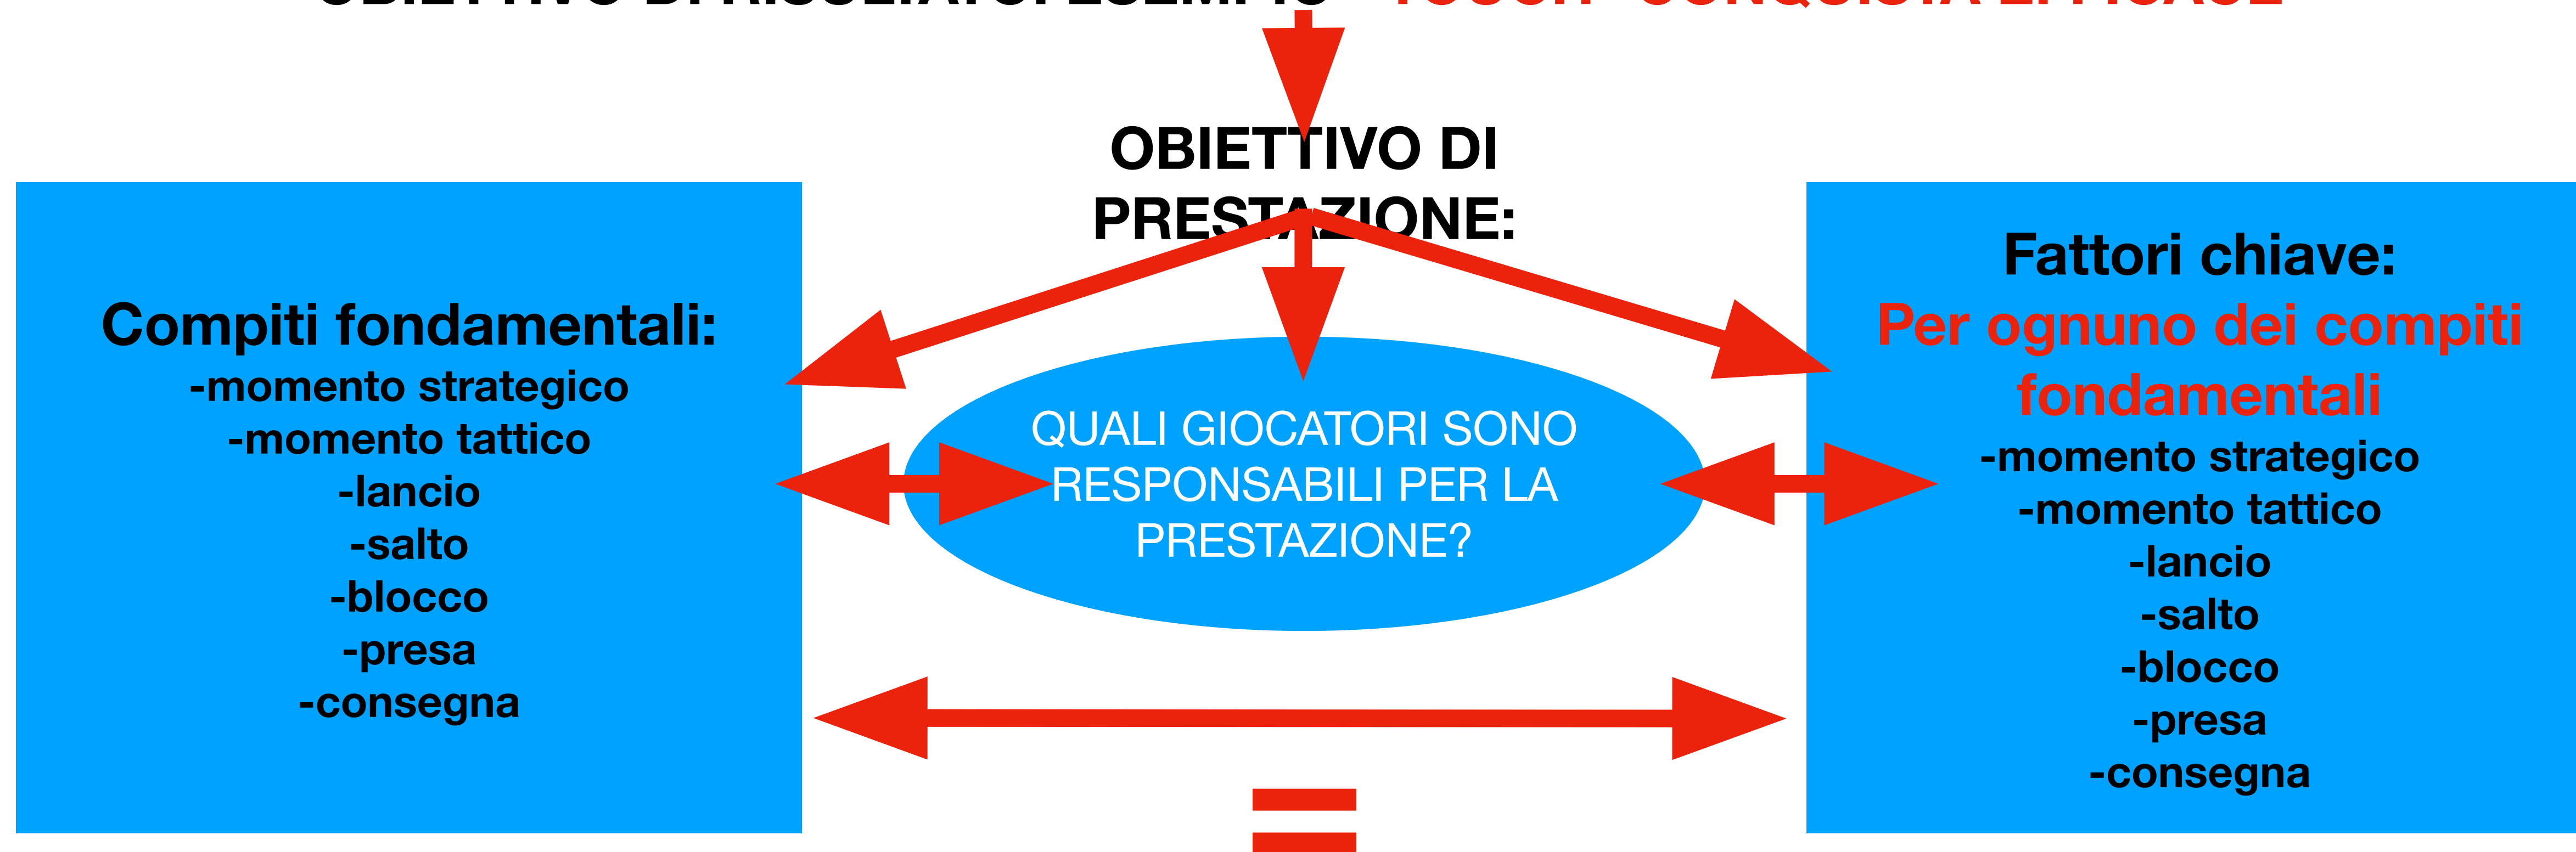 OBIETTIVO DI
PRESTAZIONE:
Compiti fondamentali:
-momento strategico
-momento tattico
-lancio
-salto
-blocco
-presa
-consegna
QUALI GIOCATORI SONO
RESPONSABILI PER LA
PRESTAZIONE?
Fattori chiave:
Per ognuno dei compiti
fondamentali
-momento strategico
-momento tattico
-lancio
-salto
-blocco
-presa
-consegna